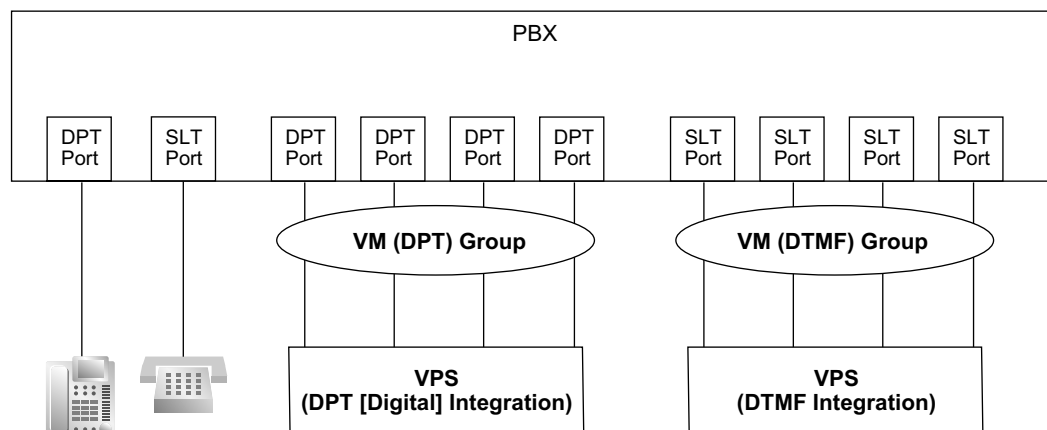 PBX
DPT
Port
SLT
Port
DPT
Port
DPT
Port
DPT
Port
DPT
Port
SLT
Port
SLT
Port
SLT
Port
SLT
Port
VM (DPT) Group
VM (DTMF) Group
VPS
(DPT [Digital] Integration)
VPS
(DTMF Integration)